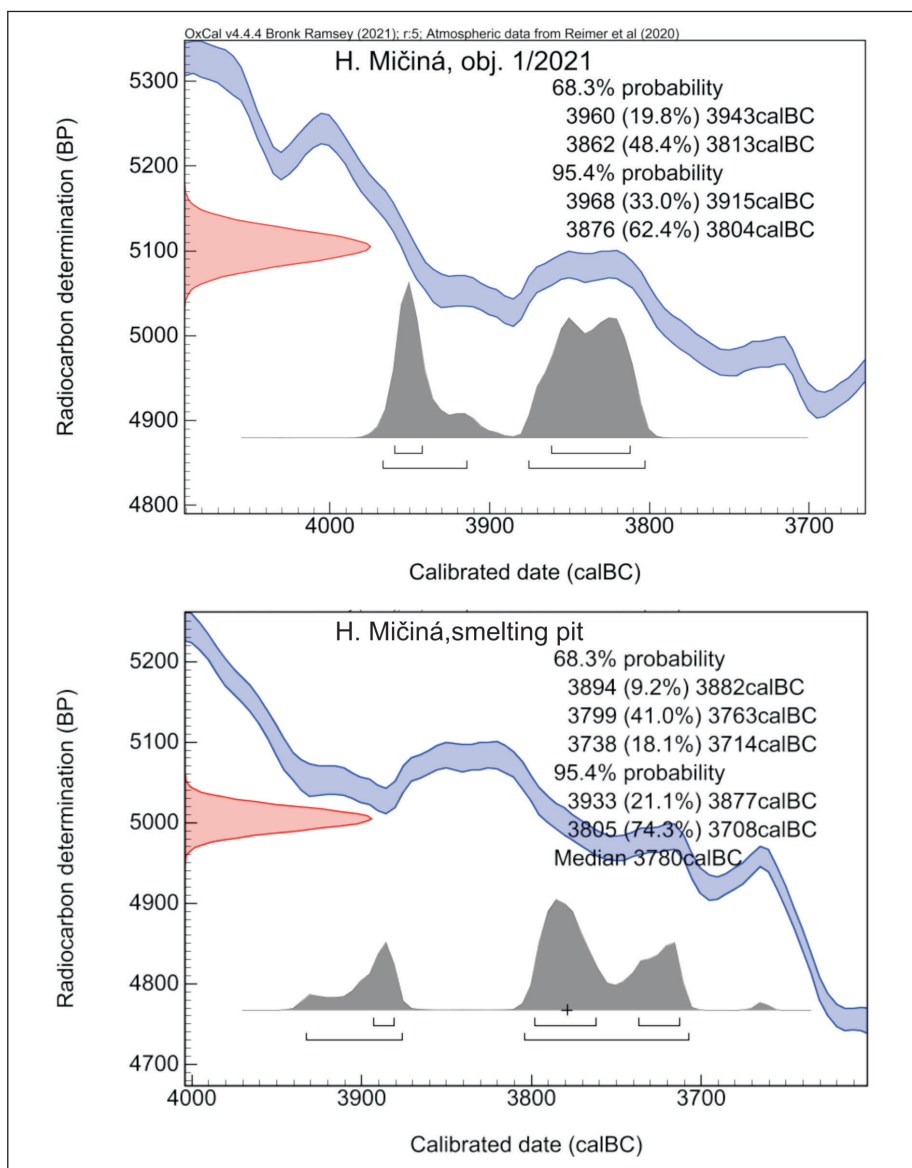 OxCal v4.4.4 Bronk Ramsey (2021); r:5; Atmospheric data from Reimer et al (2020)
H. Mičiná, obj. 1/2021
68.3% probability
3960 (19.8%) 3943calBC
3862 (48.4%) 3813calBC
95.4% probability
3968 (33.0%) 3915calBC
3876 (62.4%) 3804calBC
Radiocarbon determination (BP)
5300
5200
5100
5000
4900
4800
4000
3900
3800
3700
Calibrated date (calBC)
H. Mičiná,smelting pit
68.3% probability
3894 (9.2%) 3882calBC
3799 (41.0%) 3763calBC
3738 (18.1%) 3714calBC
95.4% probability
3933 (21.1%) 3877calBC
3805 (74.3%) 3708calBC
Median 3780calBC
Radiocarbon determination (BP)
5200
5100
5000
4900
4800
4700
4000
3900
3800
3700
Calibrated date (calBC)